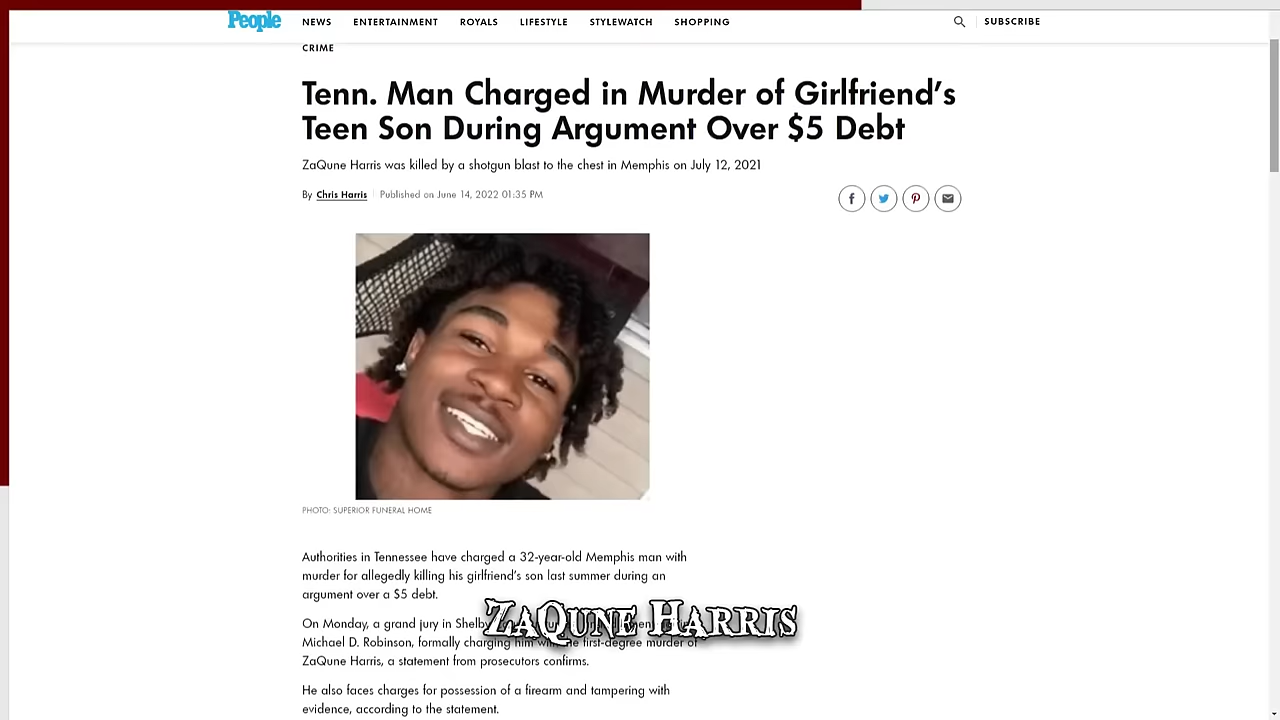 People NEWS ENTERTAINMENT ROYALS LIFESTYLE STYLEWATCH SHOPPING SUBSCRIBE
CRIME
Tenn. Man Charged in Murder of Girlfriend's
Teen Son During Argument Over $5 Debt
ZaQune Harris was killed by a shotgun blast to the chest in Memphis on July 12, 2021
By Chris Harris Published on June 14, 2022 01:35 PM
PHOTO: SUPERIOR FUNERAL HOME
Authorities in Tennessee have charged a 32-year-old Memphis man with
murder for allegedly killing his girlfriend's son last summer during an
argument over a $5 debt.
ZaQune Harris
On Monday, a grand jury in Shelby
Michael D. Robinson, formally charging him first-degree murder of
ZaQune Harris, a statement from prosecutors confirms.
He also faces charges for possession of a firearm and tampering with
evidence, according to the statement.